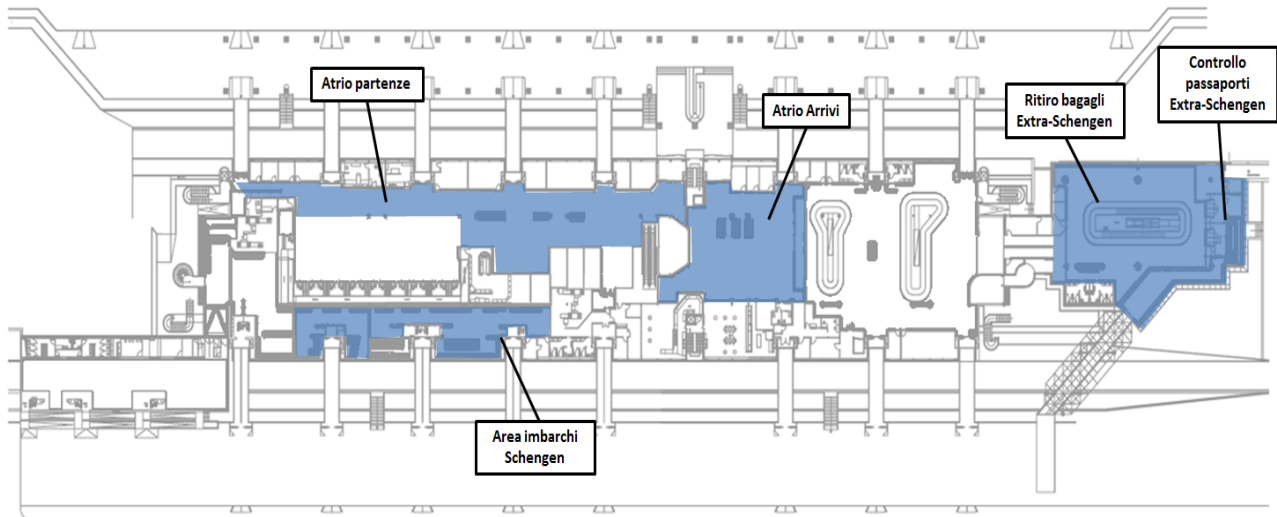 Atrio partenze
Atrio Arrivi
Ritiro bagagli
Extra-Schengen
Controllo
passaporti
Extra-Schengen
Area imbarchi
Schengen